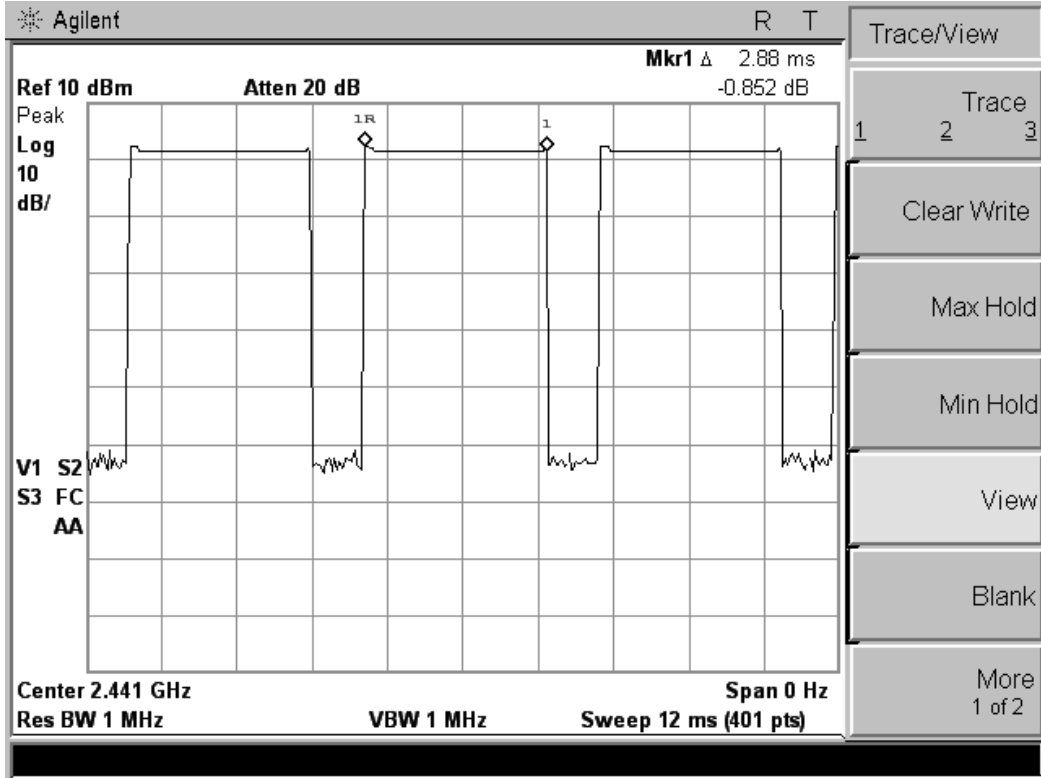 Agilent R T
Mkr1 Δ 2.88 ms
Ref 10 dBm Atten 20 dB -0.852 dB
Peak
Log
10
dB/
1R
1
V1 S2
S3 FC
AA
Center 2.441 GHz Span 0 Hz
Res BW 1 MHz VBW 1 MHz Sweep 12 ms (401 pts)
Trace/View
Trace
1 2 3
Clear Write
Max Hold
Min Hold
View
Blank
More
1 of 2